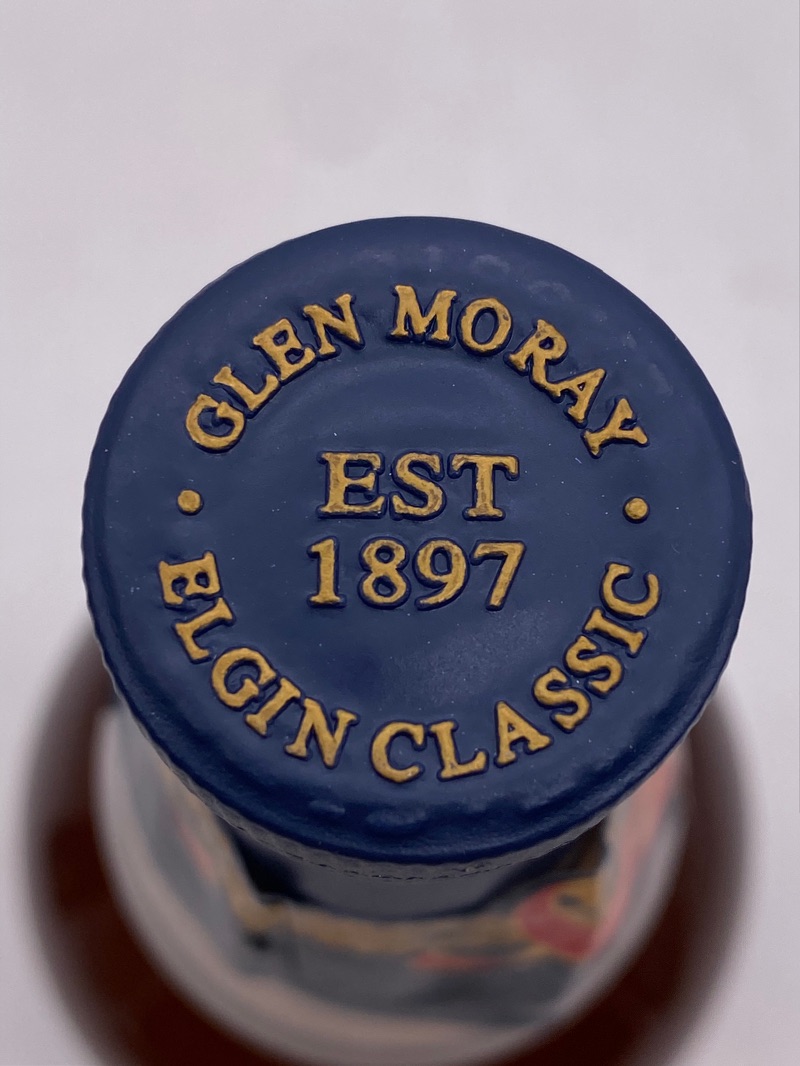 GLEN MORAY
EST
1897
ELGIN CLASSIC